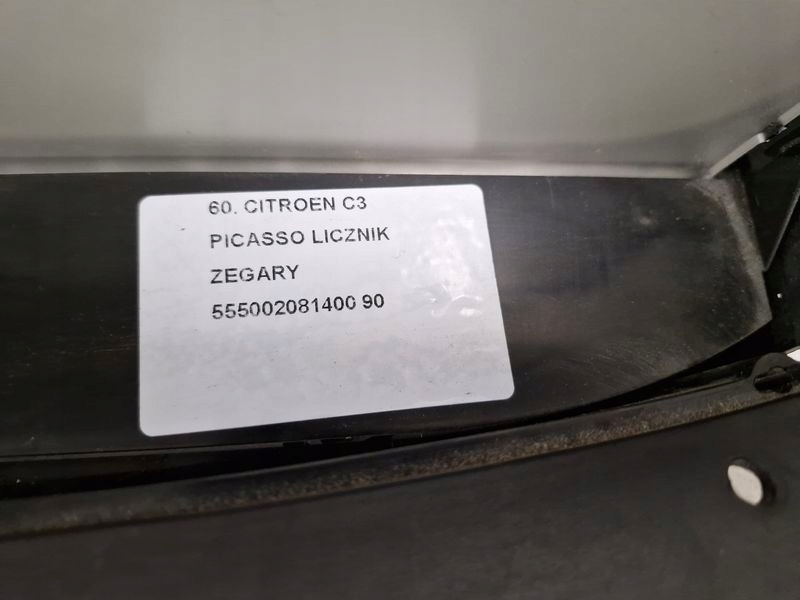 60. CITROEN C3
PICASSO LICZNIK
ZEGARY
555002081400 90